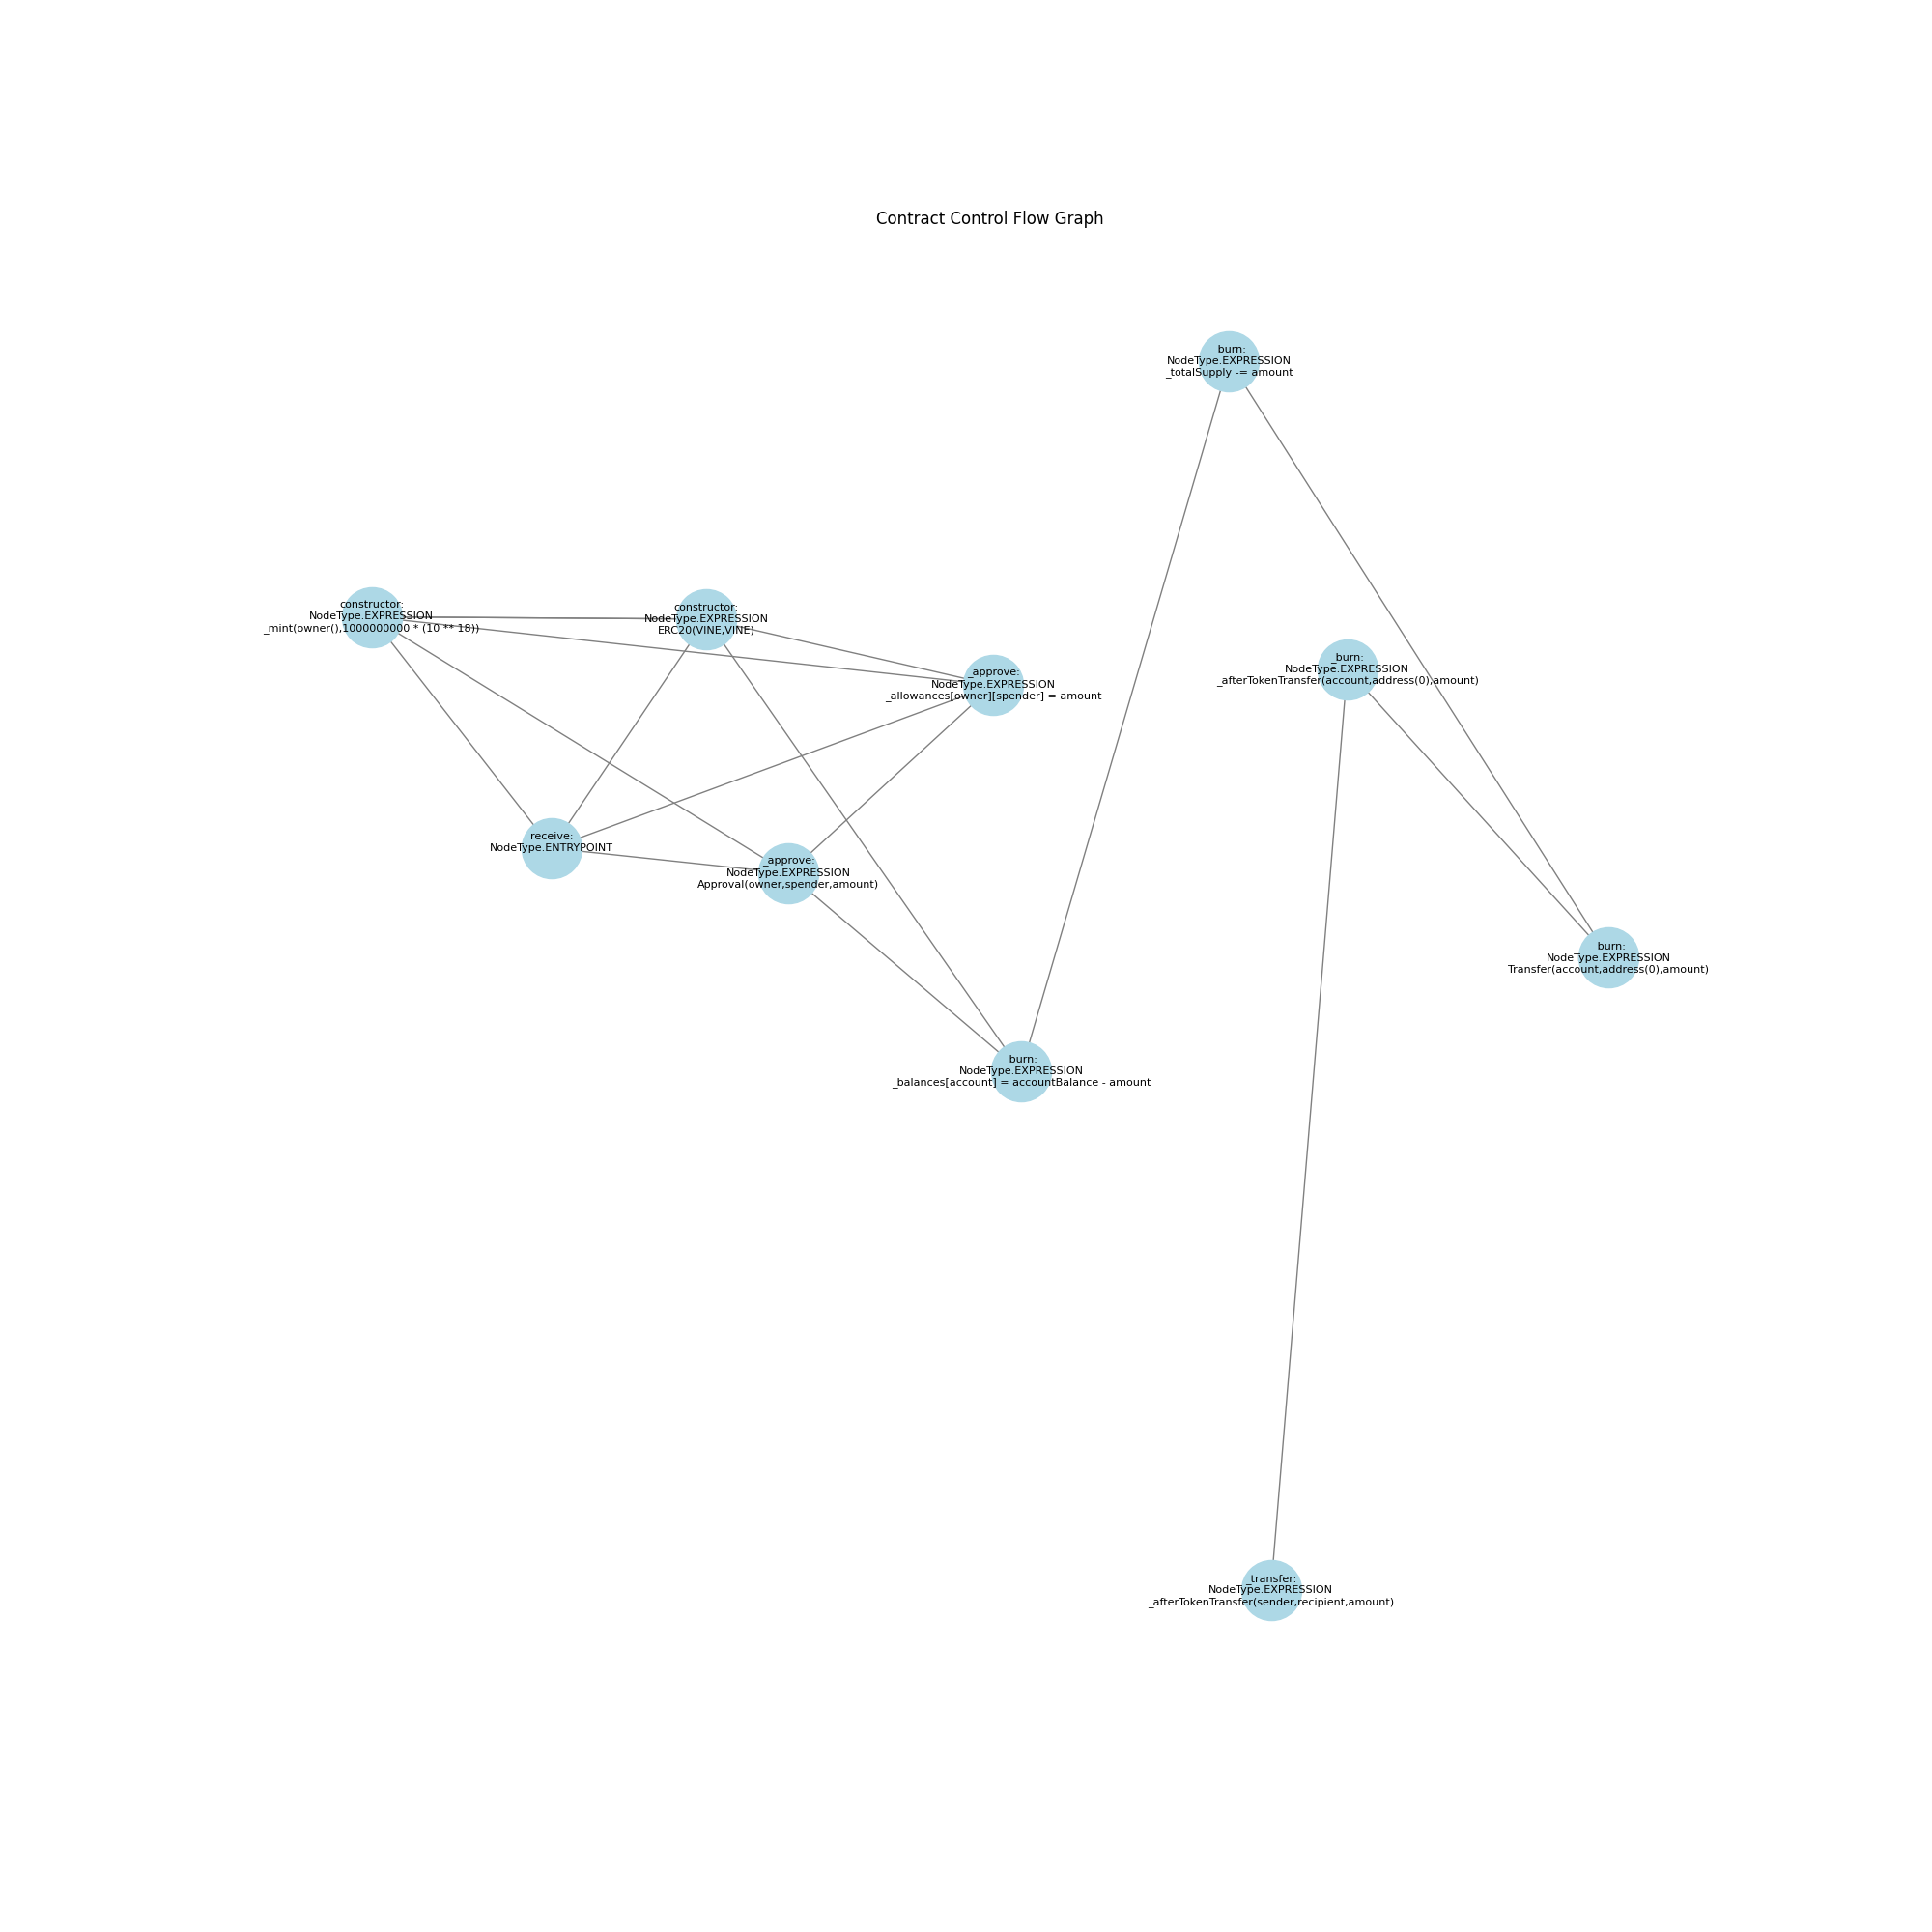 Contract Control Flow Graph
_burn:
NodeType.EXPRESSION
_totalSupply -= amount
constructor:
NodeType.EXPRESSION
_mint(owner(),1000000000 * (10 ** 18))
constructor:
NodeType.EXPRESSION
ERC20(VINE,VINE)
_approve:
NodeType.EXPRESSION
_allowances[owner][spender] = amount
_burn:
NodeType.EXPRESSION
_afterTokenTransfer(account,address(0),amount)
receive:
NodeType.ENTRYPOINT
_approve:
NodeType.EXPRESSION
Approval(owner,spender,amount)
_burn:
NodeType.EXPRESSION
Transfer(account,address(0),amount)
_burn:
NodeType.EXPRESSION
_balances[account] = accountBalance - amount
_transfer:
NodeType.EXPRESSION
_afterTokenTransfer(sender,recipient,amount)